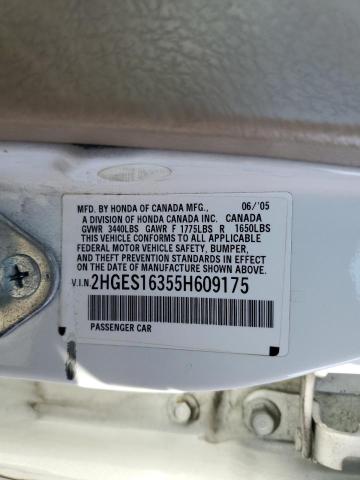 MFD. BY HONDA OF CANADA MFG., 06/'05
A DIVISION OF HONDA CANADA INC. CANADA
GVWR 3440LBS GAWR F 1775LBS R 1650LBS
THIS VEHICLE CONFORMS TO ALL APPLICABLE
FEDERAL MOTOR VEHICLE SAFETY, BUMPER,
AND THEFT PREVENTION STANDARDS
IN EFFECT ON THE DATE OF
MANUFACTURE SHOWN ABOVE.
V.I.N. 2HGES16355H609175
PASSENGER CAR